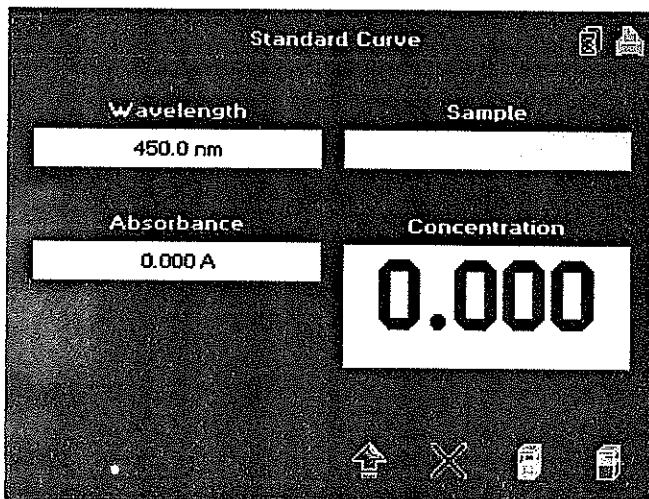 Standard Curve
Wavelength
Sample
450.0 nm
Absorbance
Concentration
0.000 A
0.000